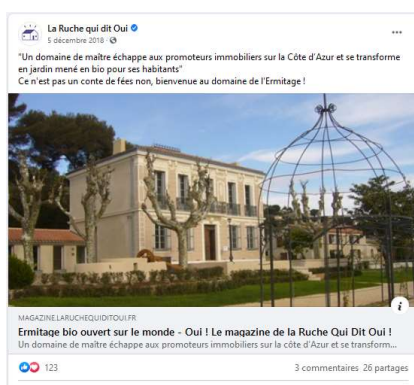 La Ruche qui dit Oui !
5 décembre 2018 ·
"Un domaine de maître échappe aux promoteurs immobiliers sur la Côte d'Azur et se transforme
en jardin mené en bio pour ses habitants"
Ce n'est pas un conte de fées non, bienvenue au domaine de l'Ermitage !
MAGAZINE.LARUCHEQUIDITOUI.FR
Ermitage bio ouvert sur le monde - Oui ! Le magazine de la Ruche Qui Dit Oui !
Un domaine de maître échappe aux promoteurs immobiliers sur la côte d'Azur et se transform...
123
3 commentaires 26 partages